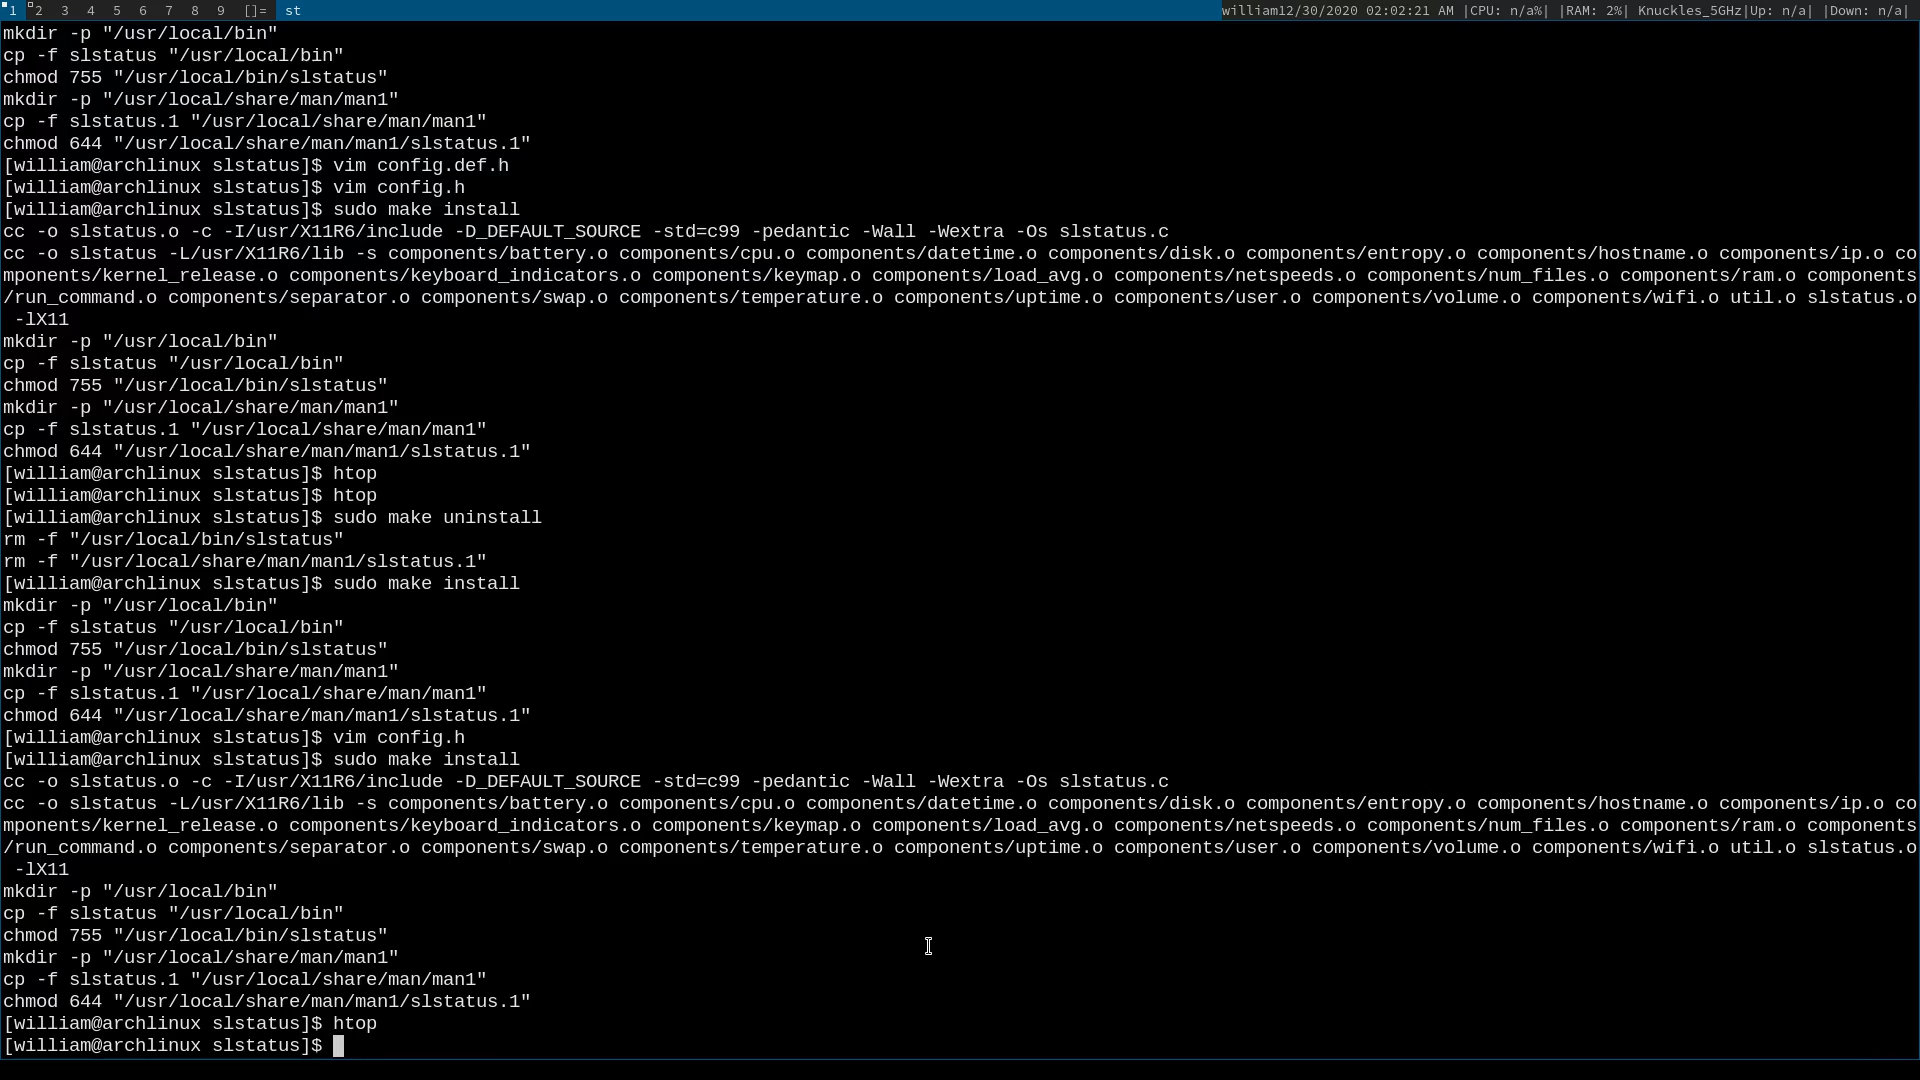 1 2 3 4 5 6 7 8 9 []= st william12/30/2020 02:02:21 AM |CPU: n/a%| |RAM: 2%| Knuckles_5GHz|Up: n/a| |Down: n/a|
mkdir -p "/usr/local/bin"
cp -f slstatus "/usr/local/bin"
chmod 755 "/usr/local/bin/slstatus"
mkdir -p "/usr/local/share/man/man1"
cp -f slstatus.1 "/usr/local/share/man/man1"
chmod 644 "/usr/local/share/man/man1/slstatus.1"
[william@archlinux slstatus]$ vim config.def.h
[william@archlinux slstatus]$ vim config.h
[william@archlinux slstatus]$ sudo make install
cc -o slstatus.o -c -I/usr/X11R6/include -D_DEFAULT_SOURCE -std=c99 -pedantic -Wall -Wextra -Os slstatus.c
cc -o slstatus -L/usr/X11R6/lib -s components/battery.o components/cpu.o components/datetime.o components/disk.o components/entropy.o components/hostname.o components/ip.o co
mponents/kernel_release.o components/keyboard_indicators.o components/keymap.o components/load_avg.o components/netspeeds.o components/num_files.o components/ram.o components
/run_command.o components/separator.o components/swap.o components/temperature.o components/uptime.o components/user.o components/volume.o components/wifi.o util.o slstatus.o
-lX11
mkdir -p "/usr/local/bin"
cp -f slstatus "/usr/local/bin"
chmod 755 "/usr/local/bin/slstatus"
mkdir -p "/usr/local/share/man/man1"
cp -f slstatus.1 "/usr/local/share/man/man1"
chmod 644 "/usr/local/share/man/man1/slstatus.1"
[william@archlinux slstatus]$ htop
[william@archlinux slstatus]$ htop
[william@archlinux slstatus]$ sudo make uninstall
rm -f "/usr/local/bin/slstatus"
rm -f "/usr/local/share/man/man1/slstatus.1"
[william@archlinux slstatus]$ sudo make install
mkdir -p "/usr/local/bin"
cp -f slstatus "/usr/local/bin"
chmod 755 "/usr/local/bin/slstatus"
mkdir -p "/usr/local/share/man/man1"
cp -f slstatus.1 "/usr/local/share/man/man1"
chmod 644 "/usr/local/share/man/man1/slstatus.1"
[william@archlinux slstatus]$ vim config.h
[william@archlinux slstatus]$ sudo make install
cc -o slstatus.o -c -I/usr/X11R6/include -D_DEFAULT_SOURCE -std=c99 -pedantic -Wall -Wextra -Os slstatus.c
cc -o slstatus -L/usr/X11R6/lib -s components/battery.o components/cpu.o components/datetime.o components/disk.o components/entropy.o components/hostname.o components/ip.o co
mponents/kernel_release.o components/keyboard_indicators.o components/keymap.o components/load_avg.o components/netspeeds.o components/num_files.o components/ram.o components
/run_command.o components/separator.o components/swap.o components/temperature.o components/uptime.o components/user.o components/volume.o components/wifi.o util.o slstatus.o
-lX11
mkdir -p "/usr/local/bin"
cp -f slstatus "/usr/local/bin"
chmod 755 "/usr/local/bin/slstatus"
mkdir -p "/usr/local/share/man/man1"
cp -f slstatus.1 "/usr/local/share/man/man1"
chmod 644 "/usr/local/share/man/man1/slstatus.1"
[william@archlinux slstatus]$ htop
[william@archlinux slstatus]$